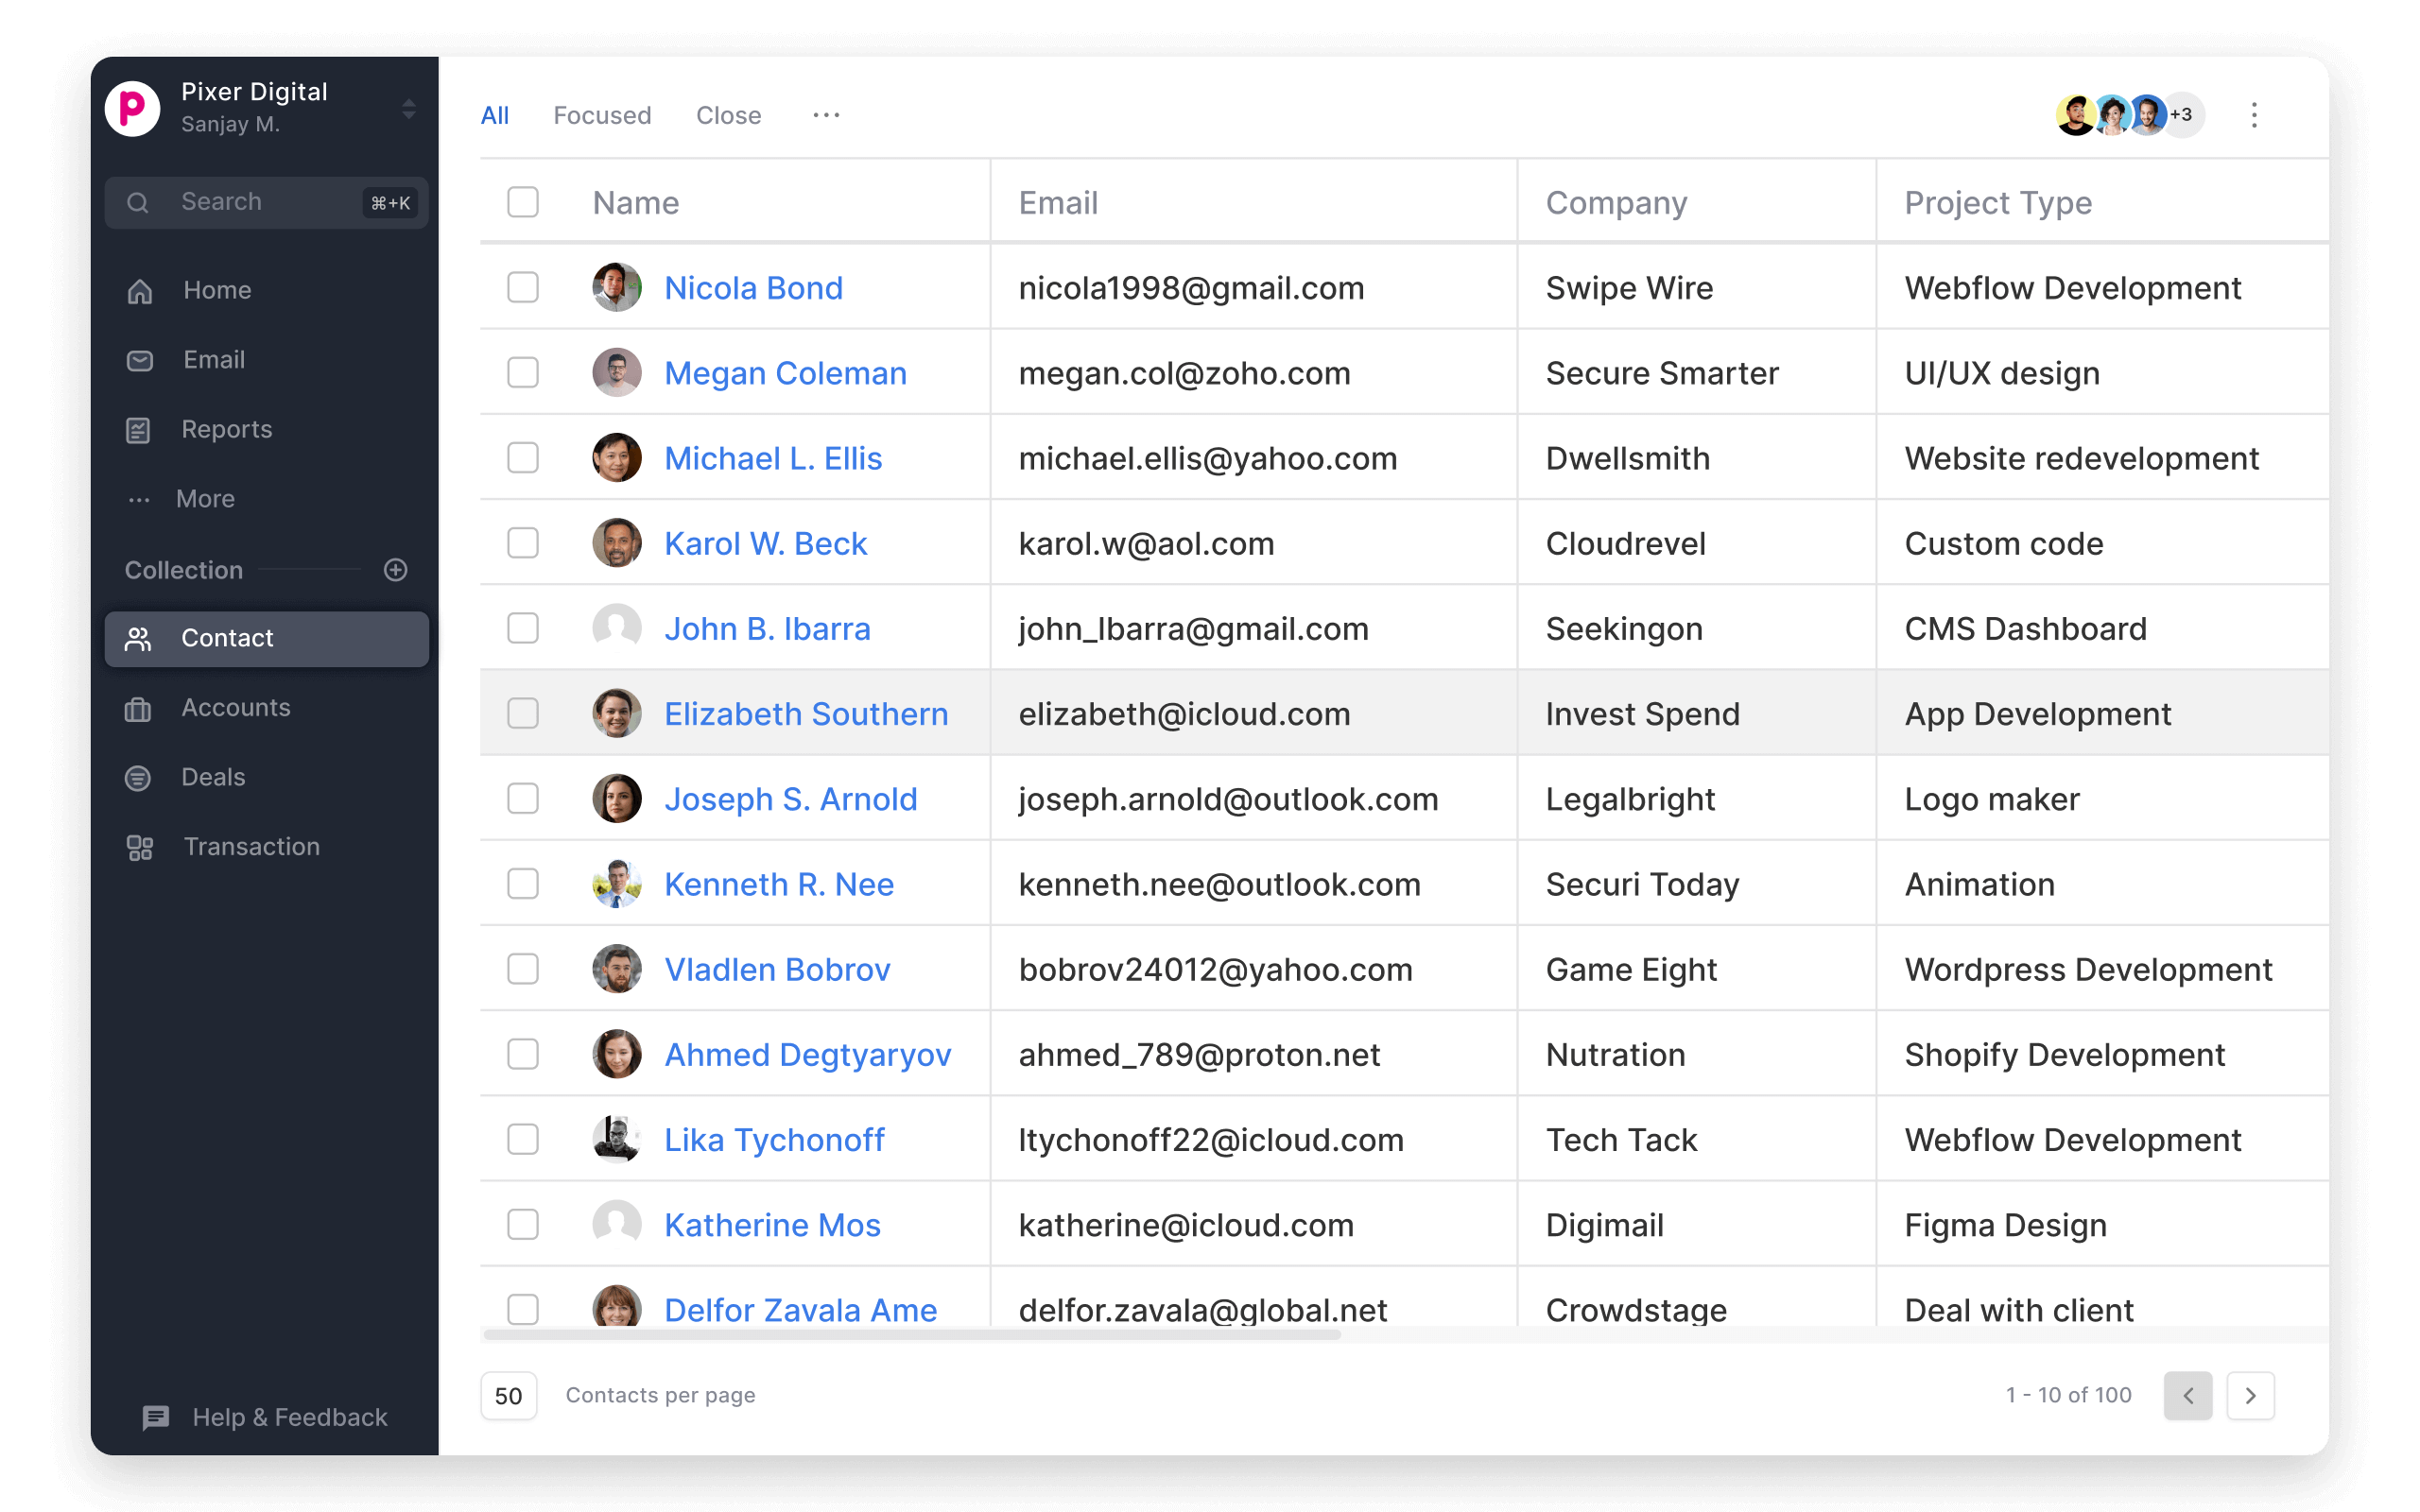 Pixer Digital
Sanjay M.
Search ⌘+K
Home
Email
Reports
More
Collection
Contact
Accounts
Deals
Transaction
Help & Feedback
All Focused Close +3
Name Email Company Project Type
Nicola Bond nicola1998@gmail.com Swipe Wire Webflow Development
Megan Coleman megan.col@zoho.com Secure Smarter UI/UX design
Michael L. Ellis michael.ellis@yahoo.com Dwellsmith Website redevelopment
Karol W. Beck karol.w@aol.com Cloudrevel Custom code
John B. Ibarra john_Ibarra@gmail.com Seekingon CMS Dashboard
Elizabeth Southern elizabeth@icloud.com Invest Spend App Development
Joseph S. Arnold joseph.arnold@outlook.com Legalbright Logo maker
Kenneth R. Nee kenneth.nee@outlook.com Securi Today Animation
Vladlen Bobrov bobrov24012@yahoo.com Game Eight Wordpress Development
Ahmed Degtyaryov ahmed_789@proton.net Nutration Shopify Development
Lika Tychonoff ltychonoff22@icloud.com Tech Tack Webflow Development
Katherine Mos katherine@icloud.com Digimail Figma Design
Delfor Zavala Ame delfor.zavala@global.net Crowdstage Deal with client
50 Contacts per page 1 - 10 of 100